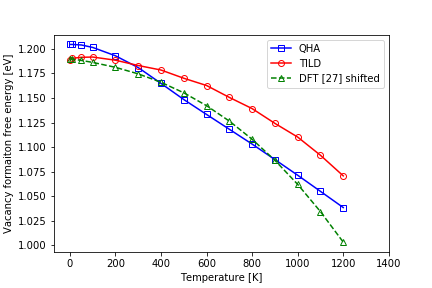 1.200
1.175
1.150
1.125
1.100
1.075
1.050
1.025
1.000
Vacancy formaiton free energy [eV]
QHA
TILD
DFT [27] shifted
0 200 400 600 800 1000 1200 1400
Temperature [K]